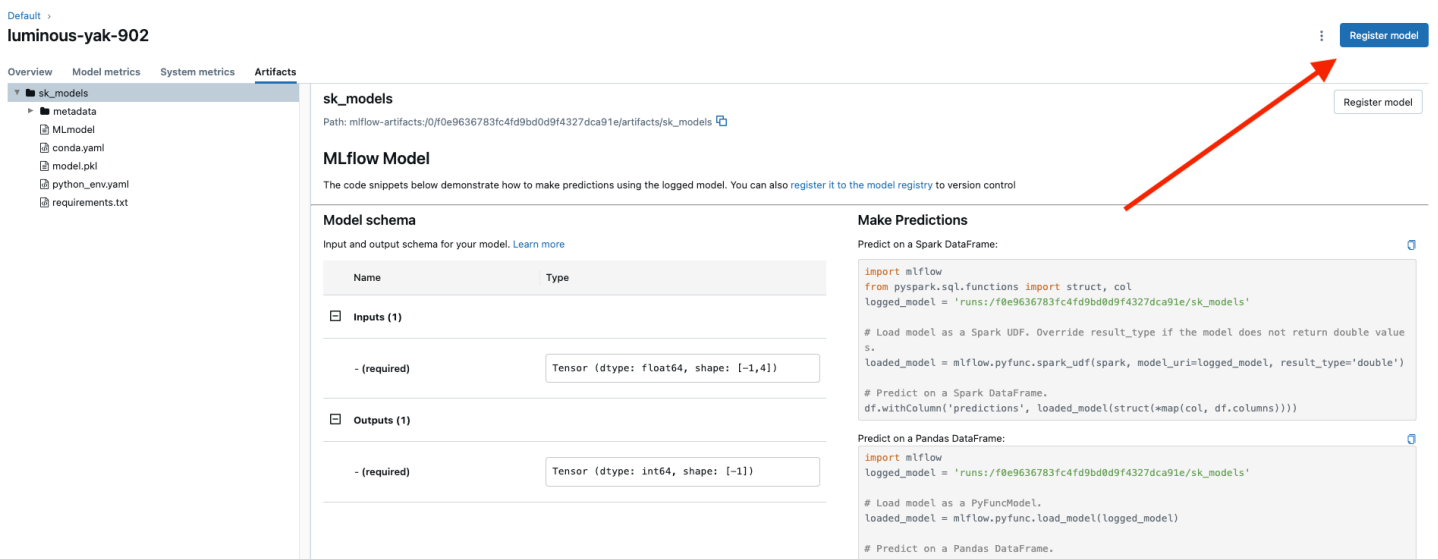 Default >
luminous-yak-902
Register model
Overview Model metrics System metrics Artifacts
sk_models
metadata
MLmodel
conda.yaml
model.pkl
python_env.yaml
requirements.txt
sk_models
Register model
Path: mlflow-artifacts:/0/f0e9636783fc4fd9bd0d9f4327dca91e/artifacts/sk_models
MLflow Model
The code snippets below demonstrate how to make predictions using the logged model. You can also register it to the model registry to version control
Model schema
Input and output schema for your model. Learn more
Name Type
Inputs (1)
- (required) Tensor (dtype: float64, shape: [-1,4])
Outputs (1)
- (required) Tensor (dtype: int64, shape: [-1])
Make Predictions
Predict on a Spark DataFrame:
import mlflow
from pyspark.sql.functions import struct, col
logged_model = 'runs:/f0e9636783fc4fd9bd0d9f4327dca91e/sk_models'
# Load model as a Spark UDF. Override result_type if the model does not return double value
s.
loaded_model = mlflow.pyfunc.spark_udf(spark, model_uri=logged_model, result_type='double')
# Predict on a Spark DataFrame.
df.withColumn('predictions', loaded_model(struct(*map(col, df.columns))))
Predict on a Pandas DataFrame:
import mlflow
logged_model = 'runs:/f0e9636783fc4fd9bd0d9f4327dca91e/sk_models'
# Load model as a PyFuncModel.
loaded_model = mlflow.pyfunc.load_model(logged_model)
# Predict on a Pandas DataFrame.